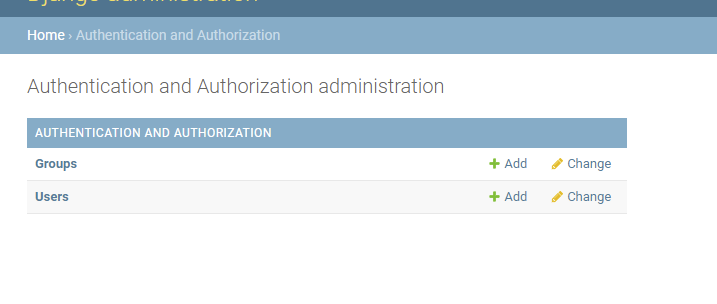 Django administration
Home › Authentication and Authorization
Authentication and Authorization administration
AUTHENTICATION AND AUTHORIZATION
Groups Add Change
Users Add Change